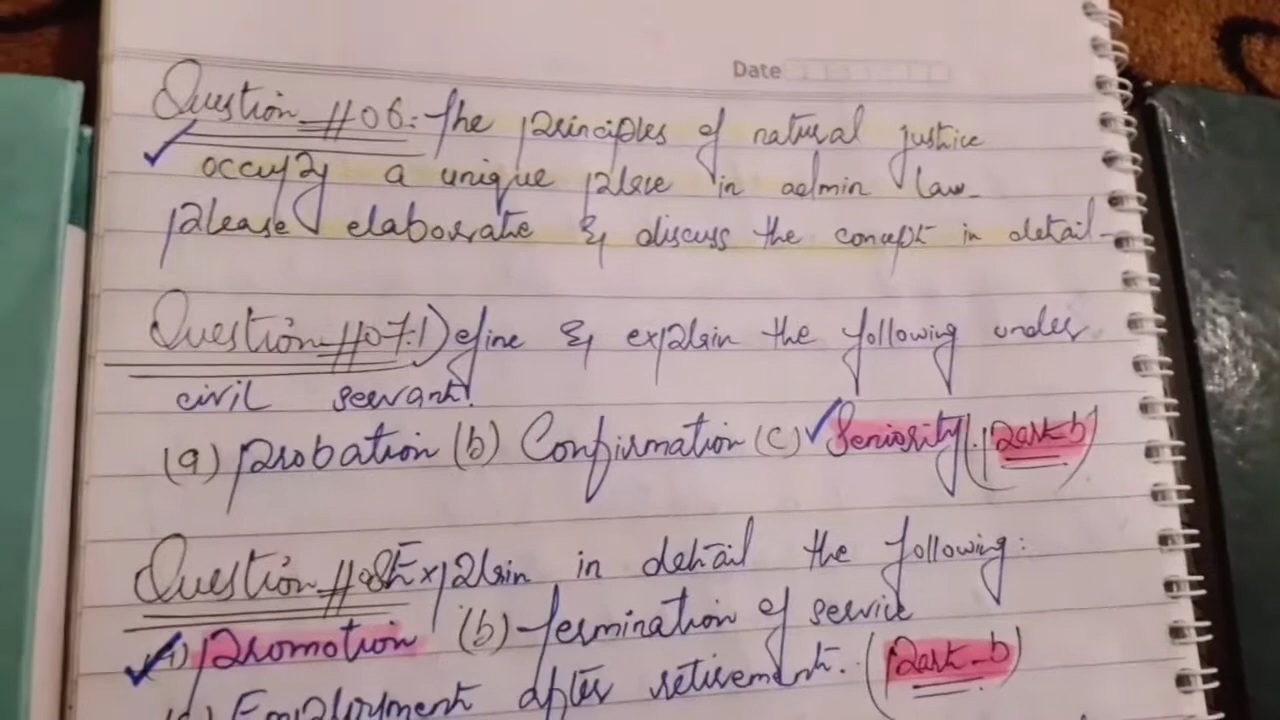 Date
Question #06:- The principles of natural justice
occupy a unique place in admin law.
please elaborate & discuss the concept in detail-
Question #07:- Define & explain the following under
civil servant!
(a) probation (b) Confirmation (c) Seniority. (part-b)
Question #08:- Explain in detail the following:
(a) promotion (b) Termination of service
(c) Employment after retirement. (part-b)